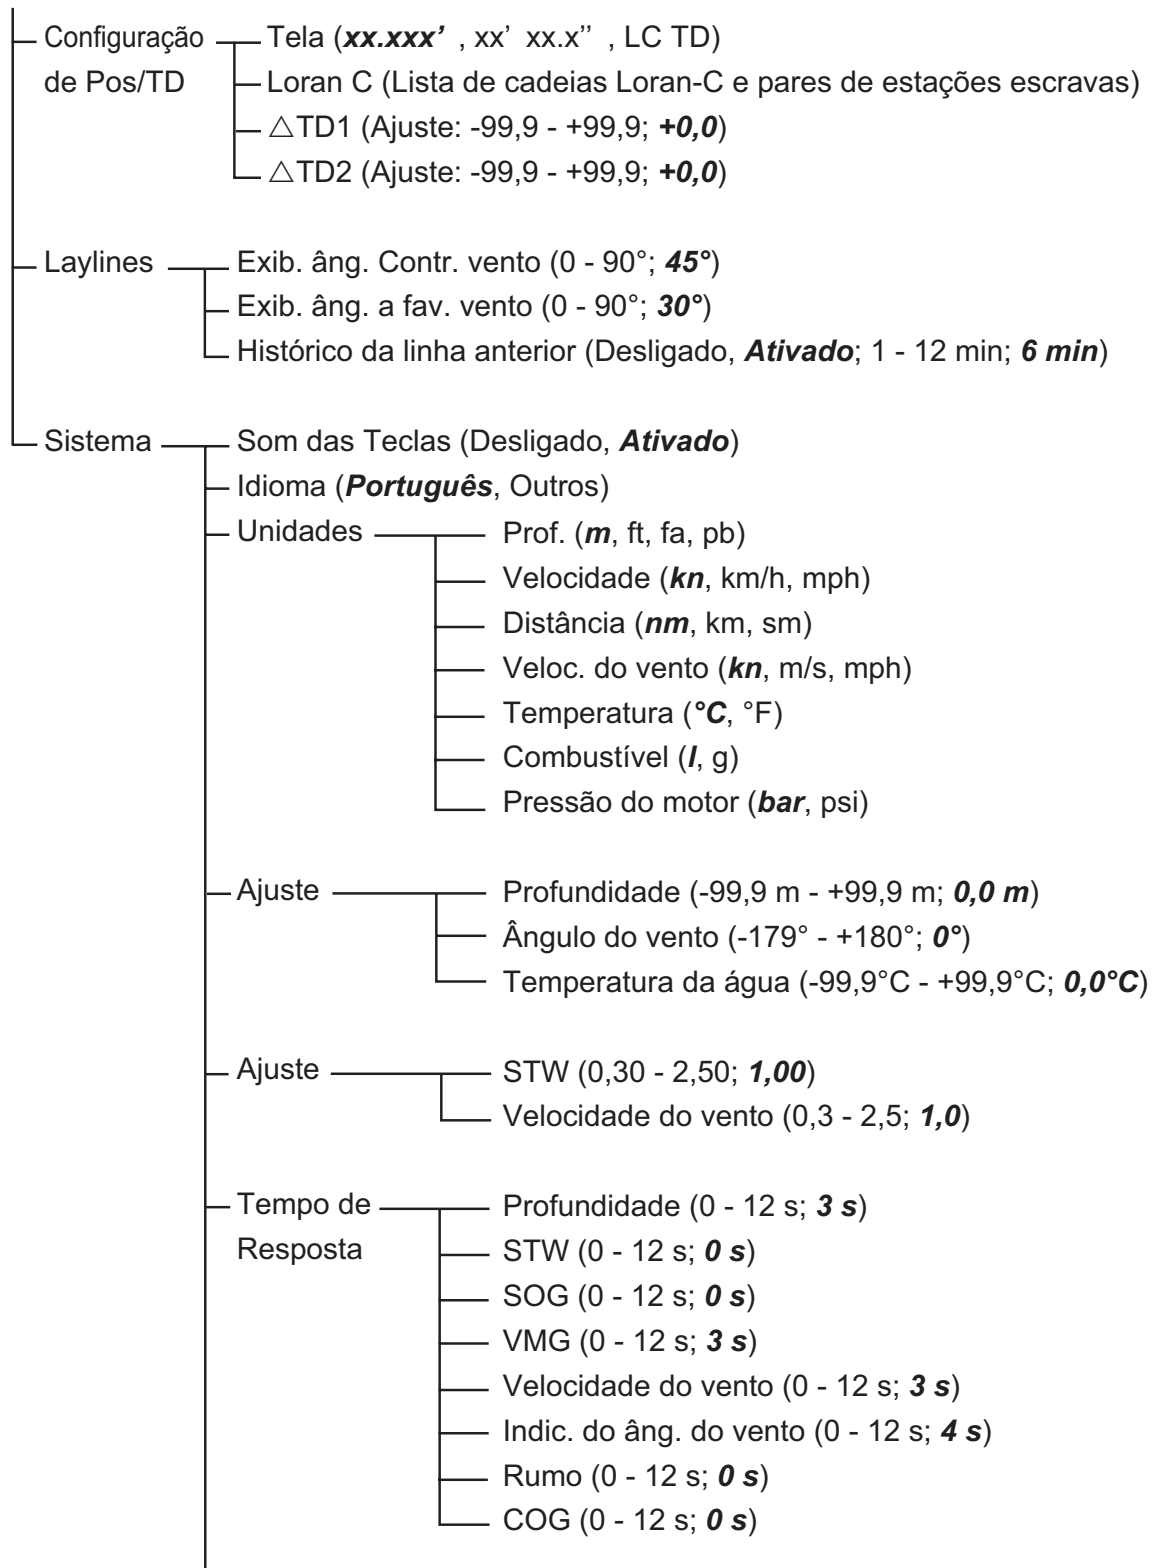 Configuração
de Pos/TD
Tela (xx.xxx’ , xx’ xx.x’’ , LC TD)
Loran C (Lista de cadeias Loran-C e pares de estações escravas)
△TD1 (Ajuste: -99,9 - +99,9; +0,0)
△TD2 (Ajuste: -99,9 - +99,9; +0,0)
Laylines
Exib. âng. Contr. vento (0 - 90°; 45°)
Exib. âng. a fav. vento (0 - 90°; 30°)
Histórico da linha anterior (Desligado, Ativado; 1 - 12 min; 6 min)
Sistema
Som das Teclas (Desligado, Ativado)
Idioma (Português, Outros)
Unidades
Prof. (m, ft, fa, pb)
Velocidade (kn, km/h, mph)
Distância (nm, km, sm)
Veloc. do vento (kn, m/s, mph)
Temperatura (°C, °F)
Combustível (l, g)
Pressão do motor (bar, psi)
Ajuste
Profundidade (-99,9 m - +99,9 m; 0,0 m)
Ângulo do vento (-179° - +180°; 0°)
Temperatura da água (-99,9°C - +99,9°C; 0,0°C)
Ajuste
STW (0,30 - 2,50; 1,00)
Velocidade do vento (0,3 - 2,5; 1,0)
Tempo de
Resposta
Profundidade (0 - 12 s; 3 s)
STW (0 - 12 s; 0 s)
SOG (0 - 12 s; 0 s)
VMG (0 - 12 s; 3 s)
Velocidade do vento (0 - 12 s; 3 s)
Indic. do âng. do vento (0 - 12 s; 4 s)
Rumo (0 - 12 s; 0 s)
COG (0 - 12 s; 0 s)